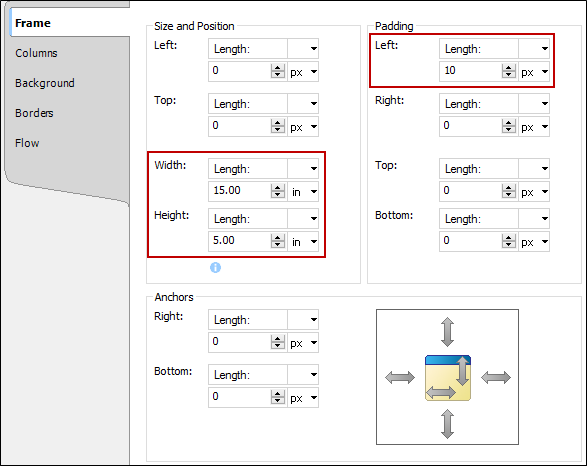 Frame
Columns
Background
Borders
Flow
Size and Position
Left:
Length:
0
px
Top:
Length:
0
px
Width:
Length:
15.00
in
Height:
Length:
5.00
in
Padding
Left:
Length:
10
px
Right:
Length:
0
px
Top:
Length:
0
px
Bottom:
Length:
0
px
Anchors
Right:
Length:
0
px
Bottom:
Length:
0
px